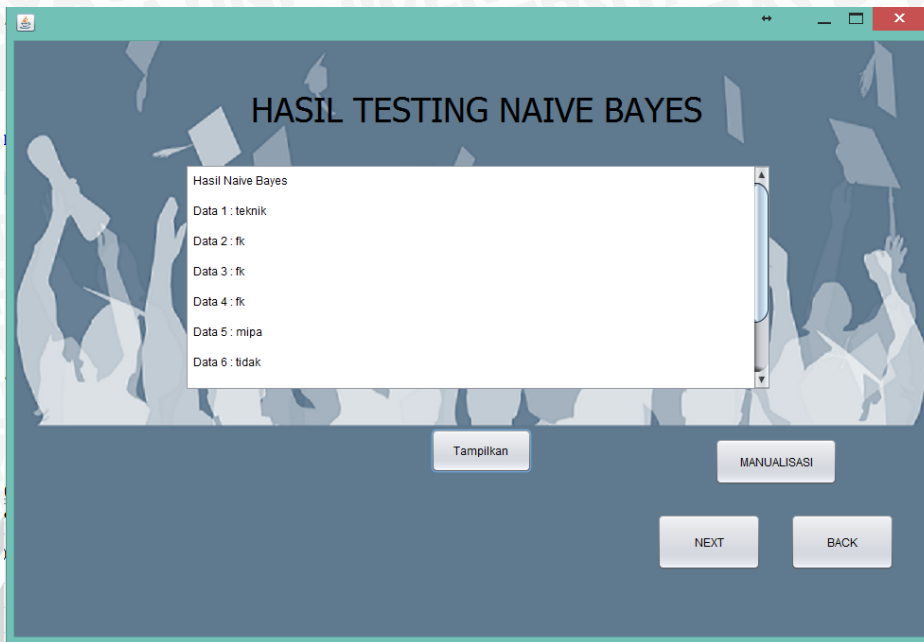 HASIL TESTING NAIVE BAYES
Hasil Naive Bayes
Data 1 : teknik
Data 2 : fk
Data 3 : fk
Data 4 : fk
Data 5 : mipa
Data 6 : tidak
Tampilkan
MANUALISASI
NEXT
BACK